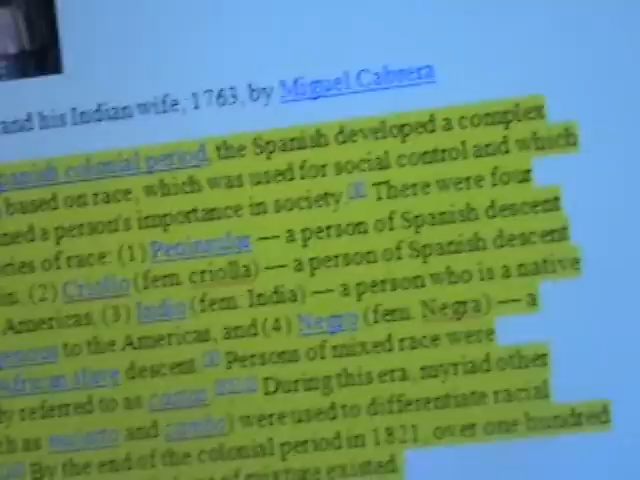 and his Indian wife, 1763, by Miguel Cabrera
colonial period, the Spanish developed a complex
based on race, which was used for social control and which
a person's importance in society. There were four
of race: (1) Peninsular — a person of Spanish descent
(2) Criollo (fem. criolla) — a person of Spanish descent
Americas, (3) Indio (fem. India) — a person who is a native
to the Americas, and (4) Negro (fem. Negra) — a
African slave descent. Persons of mixed race were
referred to as During this era, myriad other
as and ) were used to differentiate racial
By the end of the colonial period in 1821, over one hundred
of mixture existed.